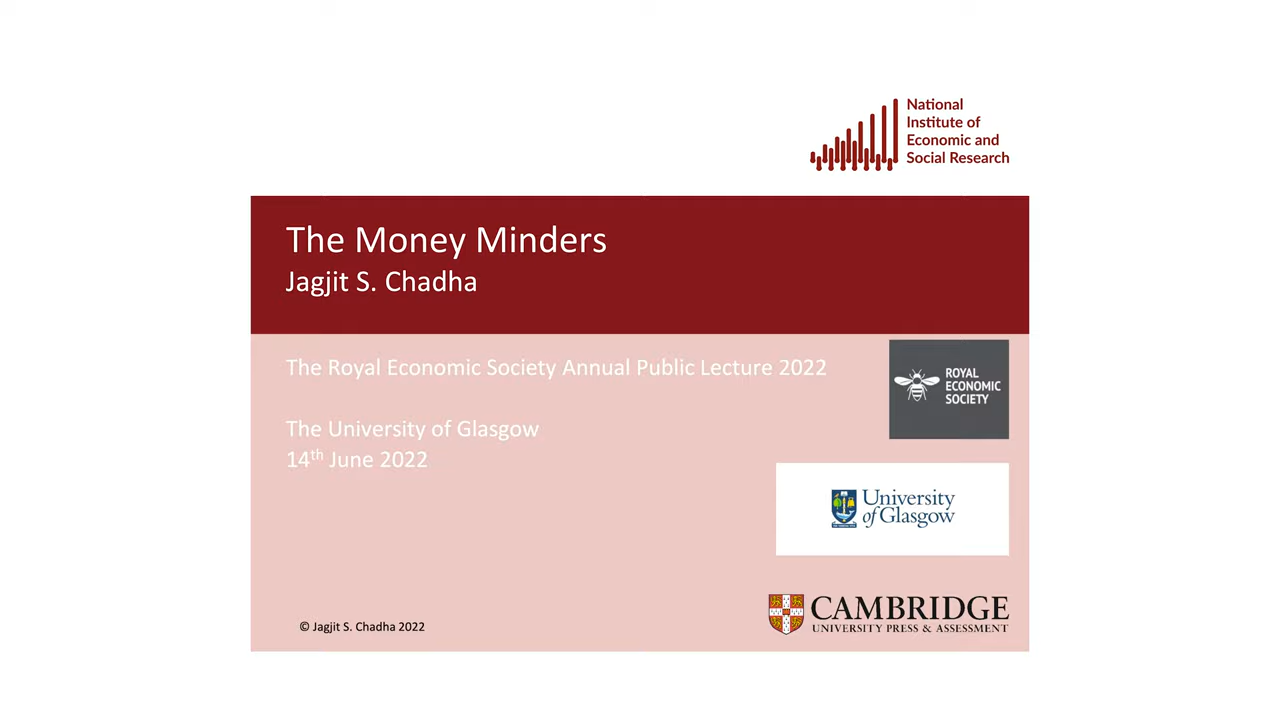 National
Institute of
Economic and
Social Research
The Money Minders
Jagjit S. Chadha
The Royal Economic Society Annual Public Lecture 2022
ROYAL
ECONOMIC
SOCIETY
The University of Glasgow
14th June 2022
University
of Glasgow
CAMBRIDGE
UNIVERSITY PRESS & ASSESSMENT
© Jagjit S. Chadha 2022